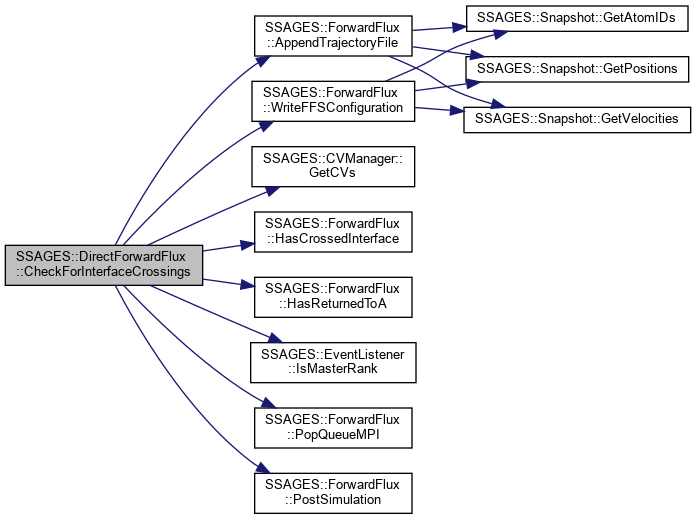 SSAGES::DirectForwardFlux
::CheckForInterfaceCrossings
SSAGES::ForwardFlux
::AppendTrajectoryFile
SSAGES::ForwardFlux
::WriteFFSConfiguration
SSAGES::CVManager::
GetCVs
SSAGES::ForwardFlux
::HasCrossedInterface
SSAGES::ForwardFlux
::HasReturnedToA
SSAGES::EventListener
::IsMasterRank
SSAGES::ForwardFlux
::PopQueueMPI
SSAGES::ForwardFlux
::PostSimulation
SSAGES::Snapshot::GetAtomIDs
SSAGES::Snapshot::GetPositions
SSAGES::Snapshot::GetVelocities